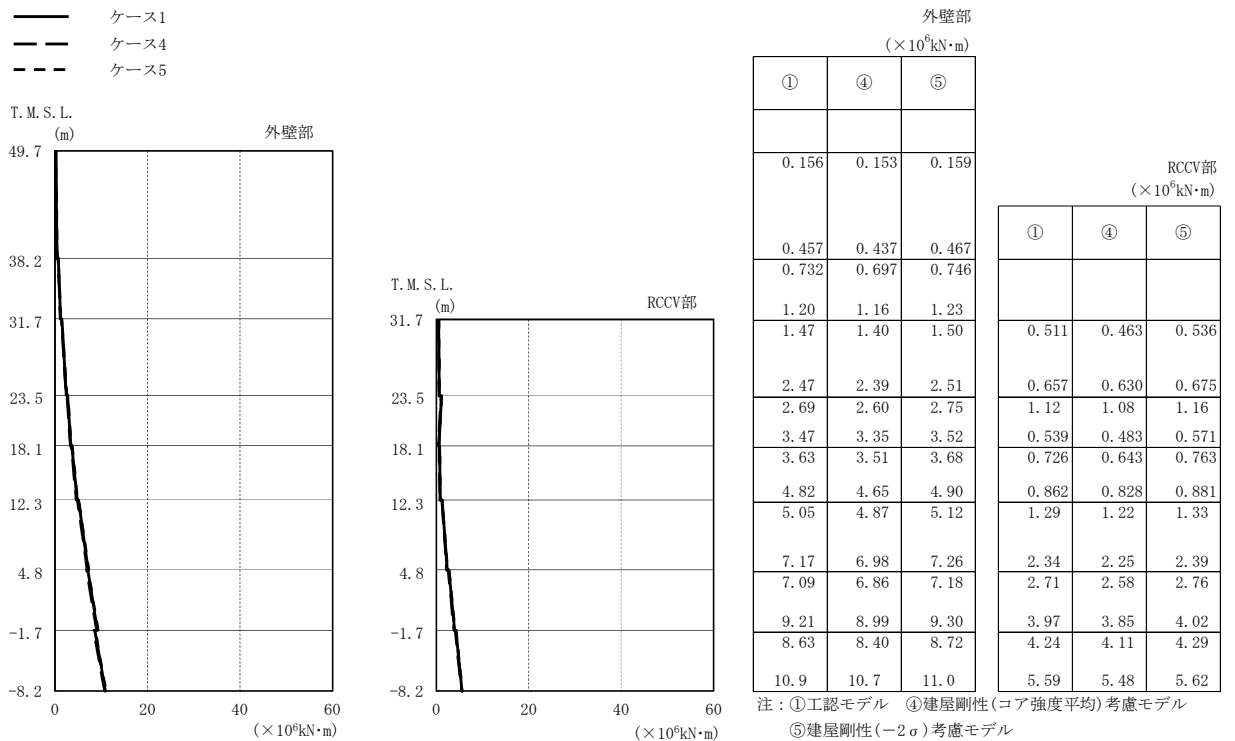 ケース1
ケース4
ケース5
T.M.S.L.
(m)
外壁部
49.7
38.2
31.7
23.5
18.1
12.3
4.8
-1.7
-8.2
0 20 40 60
(×10⁶kN･m)
T.M.S.L.
(m)
RCCV部
31.7
23.5
18.1
12.3
4.8
-1.7
-8.2
0 20 40 60
(×10⁶kN･m)
外壁部
(×10⁶kN･m)
① ④ ⑤
0.156 0.153 0.159
0.457 0.437 0.467
0.732 0.697 0.746
1.20 1.16 1.23
1.47 1.40 1.50
2.47 2.39 2.51
2.69 2.60 2.75
3.47 3.35 3.52
3.63 3.51 3.68
4.82 4.65 4.90
5.05 4.87 5.12
7.17 6.98 7.26
7.09 6.86 7.18
9.21 8.99 9.30
8.63 8.40 8.72
10.9 10.7 11.0
RCCV部
(×10⁶kN･m)
① ④ ⑤
0.511 0.463 0.536
0.657 0.630 0.675
1.12 1.08 1.16
0.539 0.483 0.571
0.726 0.643 0.763
0.862 0.828 0.881
1.29 1.22 1.33
2.34 2.25 2.39
2.71 2.58 2.76
3.97 3.85 4.02
4.24 4.11 4.29
5.59 5.48 5.62
注：①工認モデル ④建屋剛性(コア強度平均)考慮モデル
⑤建屋剛性(－2σ)考慮モデル